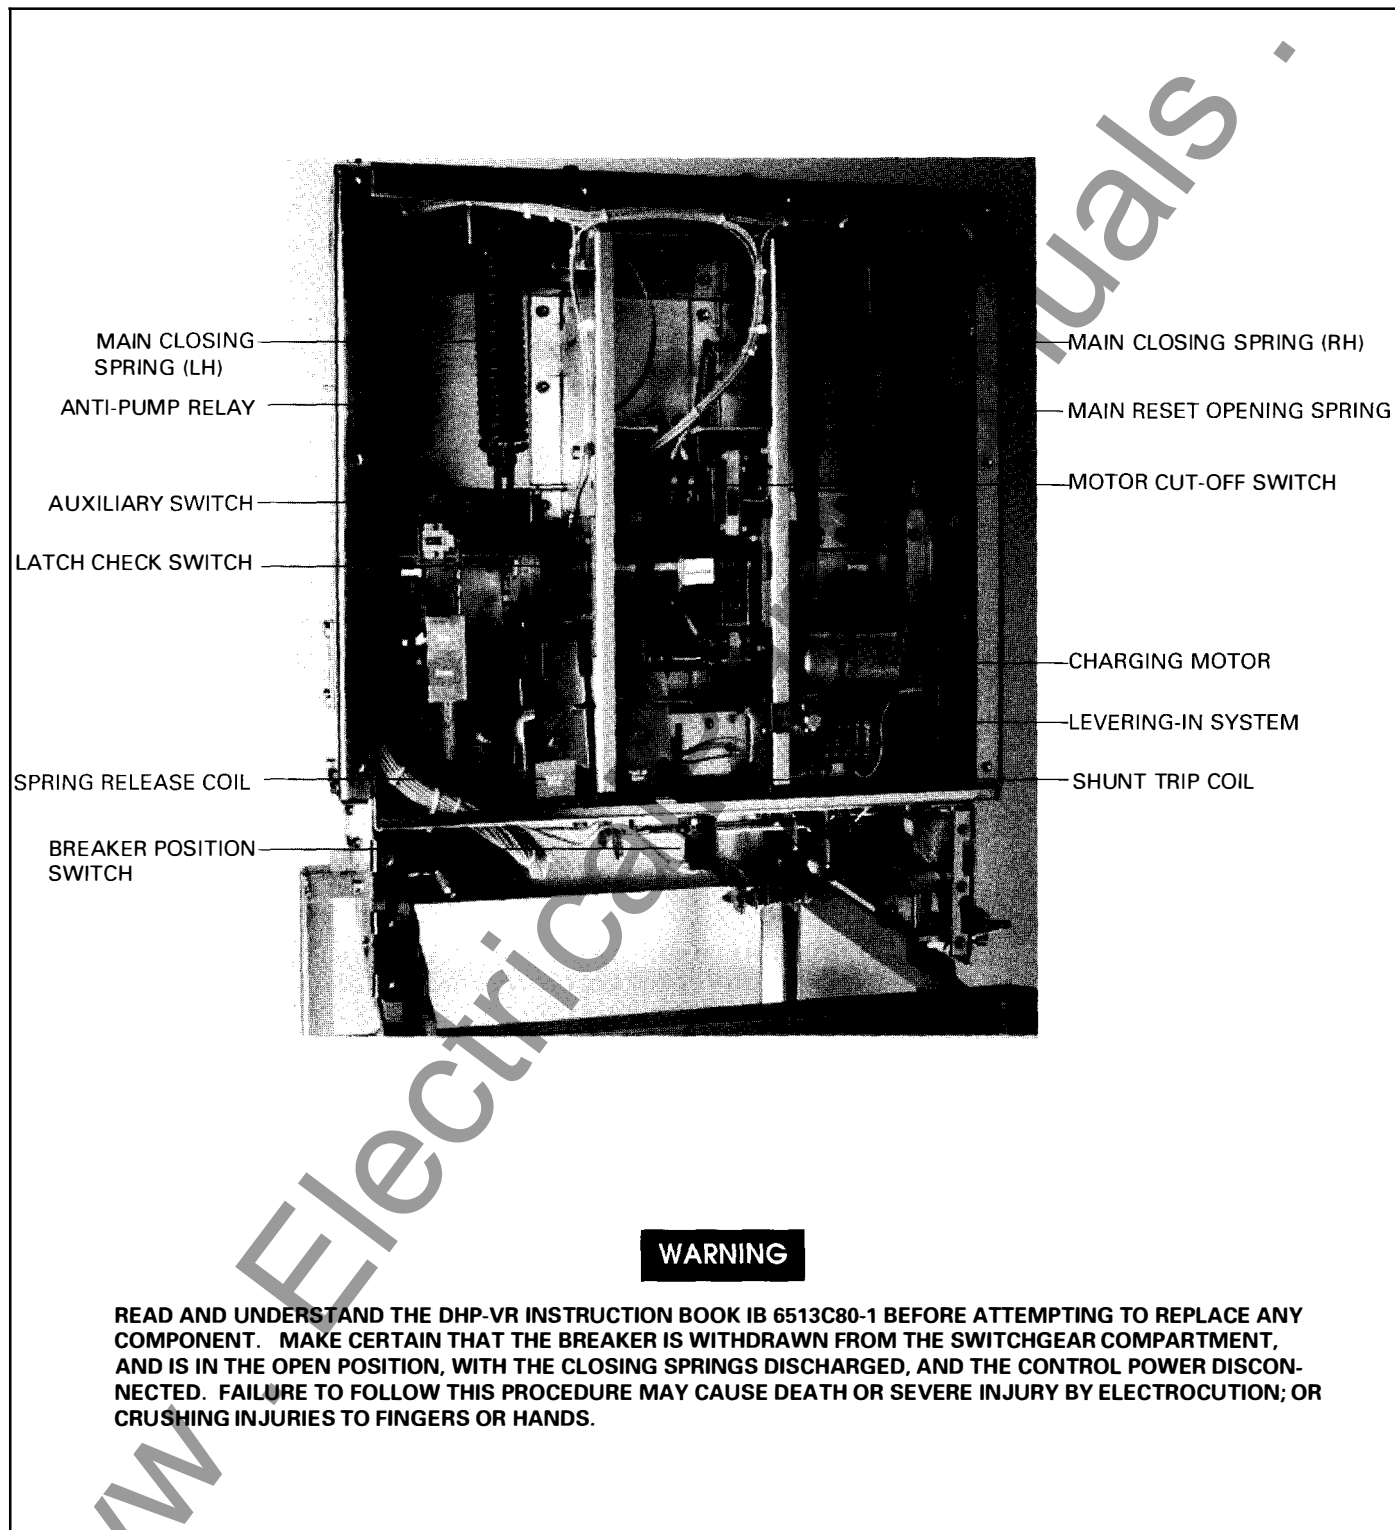 MAIN CLOSING
SPRING (LH)
ANTI-PUMP RELAY
AUXILIARY SWITCH
LATCH CHECK SWITCH
SPRING RELEASE COIL
BREAKER POSITION
SWITCH
MAIN CLOSING SPRING (RH)
MAIN RESET OPENING SPRING
MOTOR CUT-OFF SWITCH
CHARGING MOTOR
LEVERING-IN SYSTEM
SHUNT TRIP COIL
WARNING
READ AND UNDERSTAND THE DHP-VR INSTRUCTION BOOK IB 6513C80-1 BEFORE ATTEMPTING TO REPLACE ANY
COMPONENT. MAKE CERTAIN THAT THE BREAKER IS WITHDRAWN FROM THE SWITCHGEAR COMPARTMENT,
AND IS IN THE OPEN POSITION, WITH THE CLOSING SPRINGS DISCHARGED, AND THE CONTROL POWER DISCON-
NECTED. FAILURE TO FOLLOW THIS PROCEDURE MAY CAUSE DEATH OR SEVERE INJURY BY ELECTROCUTION; OR
CRUSHING INJURIES TO FINGERS OR HANDS.